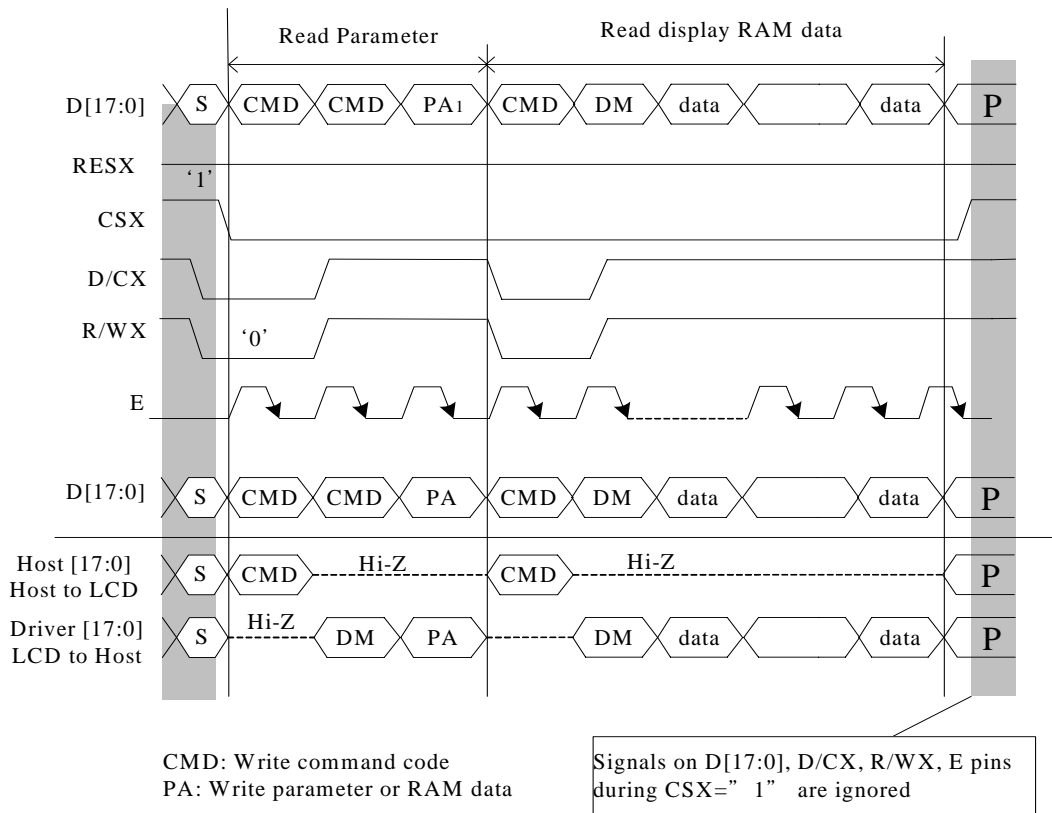 Read Parameter
Read display RAM data
D[17:0] S CMD CMD PA1 CMD DM data data P
RESX
‘1’
CSX
D/CX
R/WX ‘0’
E
D[17:0] S CMD CMD PA CMD DM data data P
Host [17:0]
Host to LCD
S CMD Hi-Z CMD Hi-Z P
Driver [17:0]
LCD to Host
S Hi-Z DM PA DM data data P
CMD: Write command code
PA: Write parameter or RAM data
Signals on D[17:0], D/CX, R/WX, E pins
during CSX=” 1” are ignored